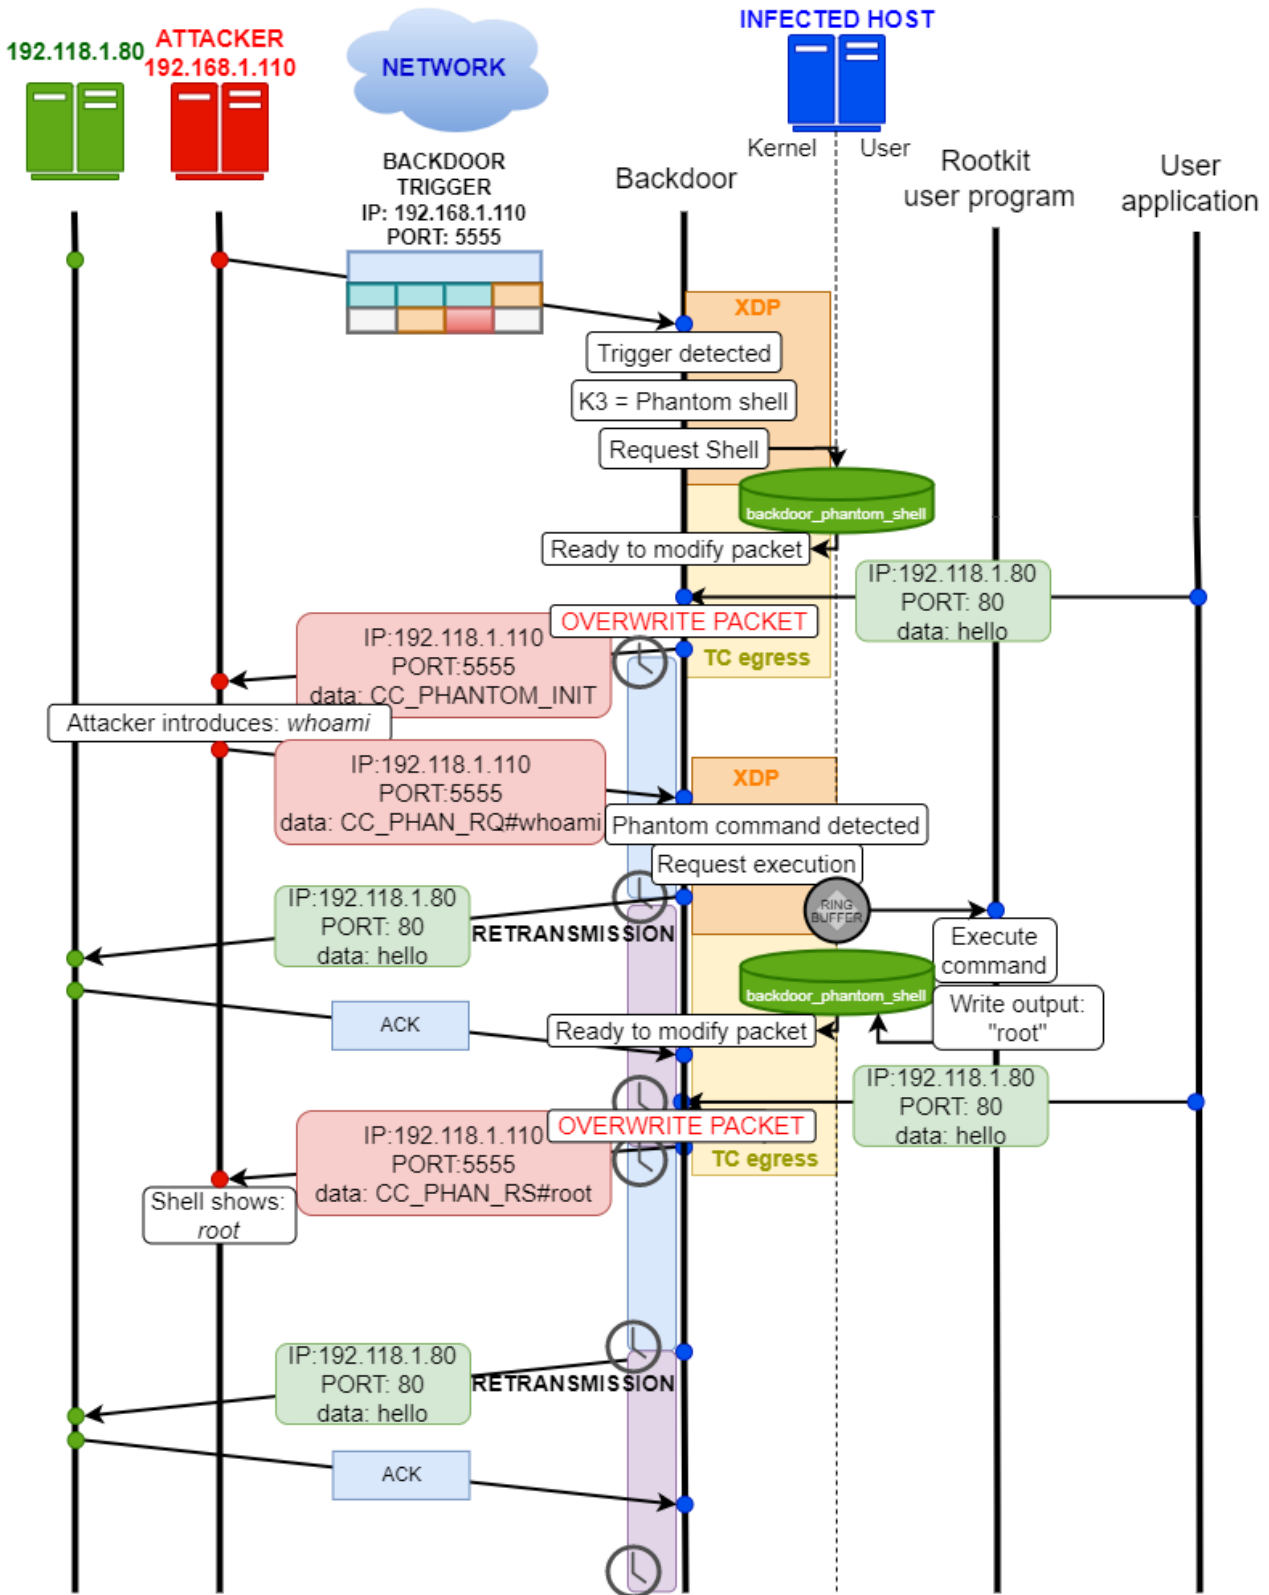 INFECTED HOST
192.118.1.80
ATTACKER
192.168.1.110
NETWORK
Kernel
User
BACKDOOR
TRIGGER
IP: 192.168.1.110
PORT: 5555
Backdoor
Rootkit
user program
User
application
XDP
Trigger detected
K3 = Phantom shell
Request Shell
backdoor_phantom_shell
Ready to modify packet
IP:192.118.1.80
PORT: 80
data: hello
OVERWRITE PACKET
TC egress
IP:192.118.1.110
PORT:5555
data: CC_PHANTOM_INIT
Attacker introduces: whoami
IP:192.118.1.110
PORT:5555
data: CC_PHAN_RQ#whoami
XDP
Phantom command detected
Request execution
RING
BUFFER
Execute
command
IP:192.118.1.80
PORT: 80
data: hello
RETRANSMISSION
backdoor_phantom_shell
Write output:
"root"
ACK
Ready to modify packet
IP:192.118.1.80
PORT: 80
data: hello
OVERWRITE PACKET
TC egress
IP:192.118.1.110
PORT:5555
data: CC_PHAN_RS#root
Shell shows:
root
IP:192.118.1.80
PORT: 80
data: hello
RETRANSMISSION
ACK